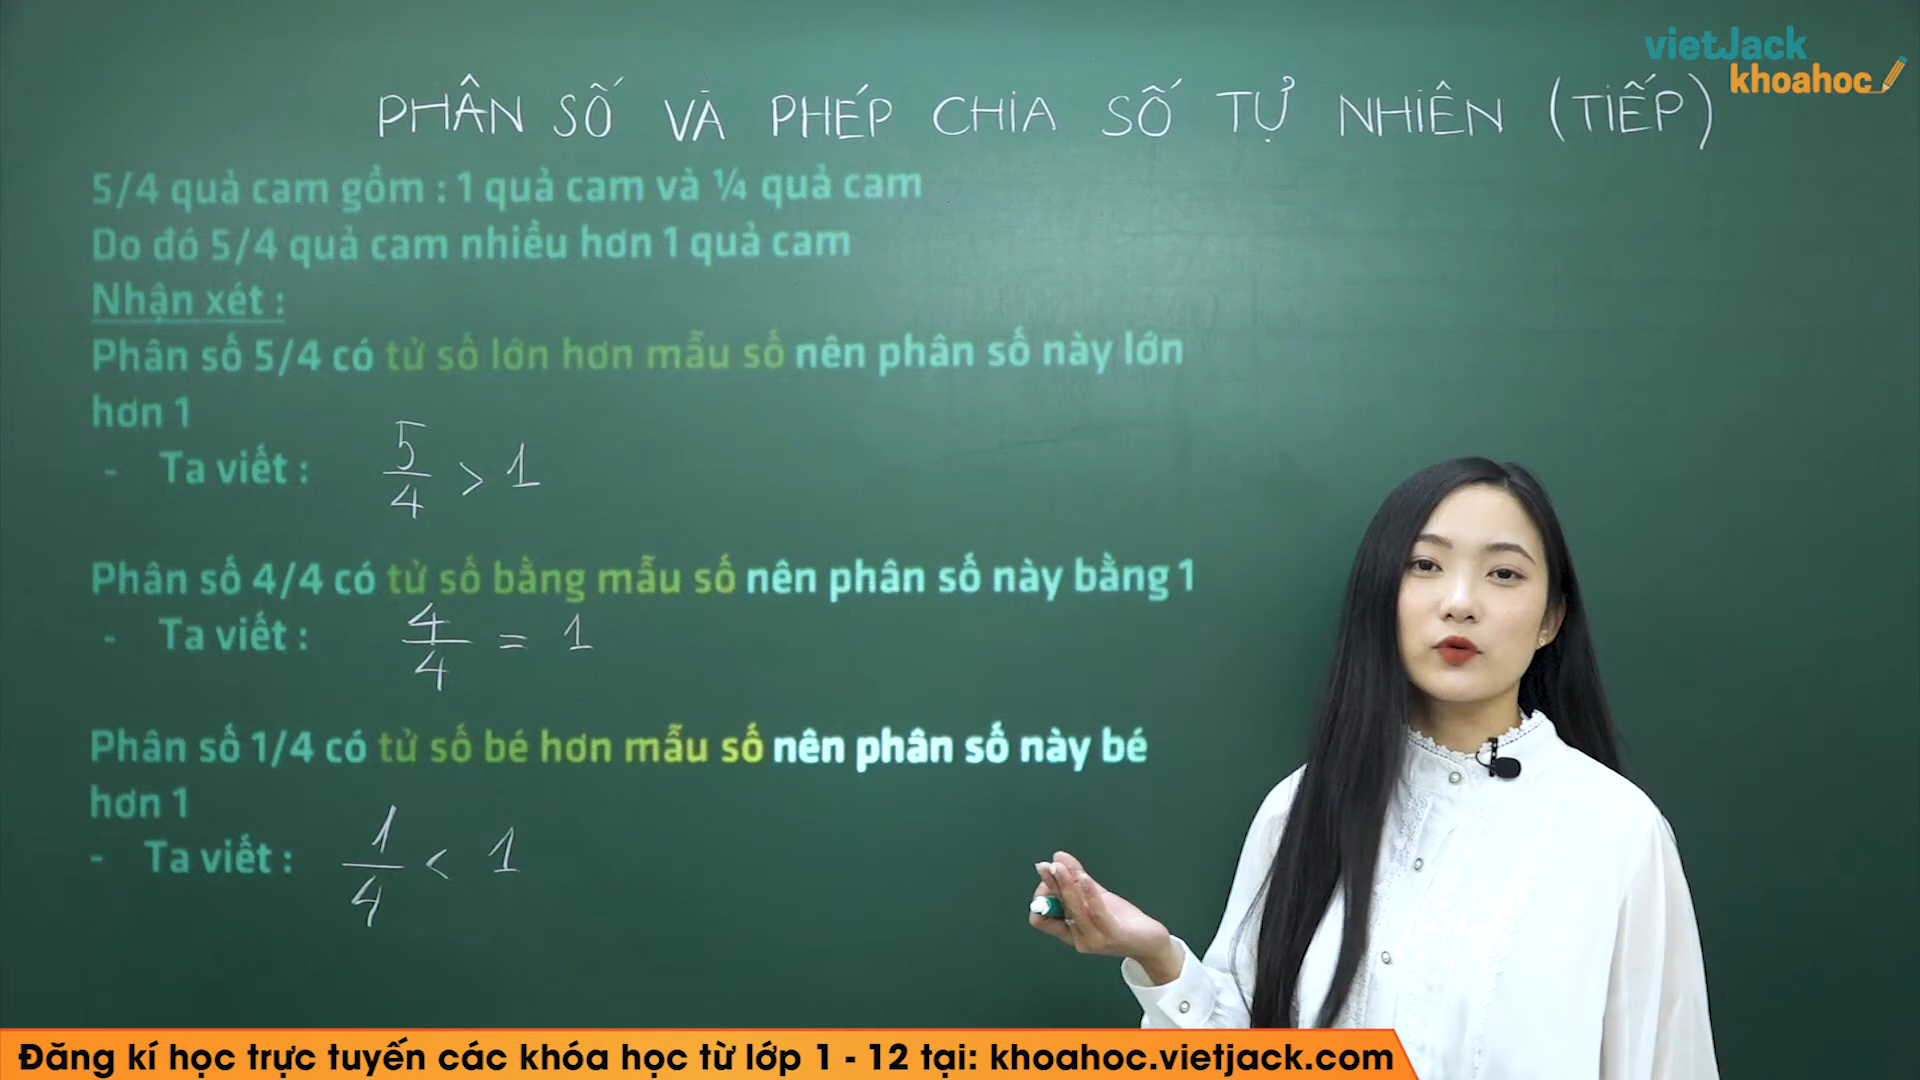 vietJack
khoahoc
PHÂN SỐ VÀ PHÉP CHIA SỐ TỰ NHIÊN (TIẾP)
5/4 quả cam gồm : 1 quả cam và ¼ quả cam
Do đó 5/4 quả cam nhiều hơn 1 quả cam
Nhận xét :
Phân số 5/4 có tử số lớn hơn mẫu số nên phân số này lớn
hơn 1
- Ta viết : 5/4 > 1
Phân số 4/4 có tử số bằng mẫu số nên phân số này bằng 1
- Ta viết : 4/4 = 1
Phân số 1/4 có tử số bé hơn mẫu số nên phân số này bé
hơn 1
- Ta viết : 1/4 < 1
Đăng kí học trực tuyến các khóa học từ lớp 1 - 12 tại: khoahoc.vietjack.com